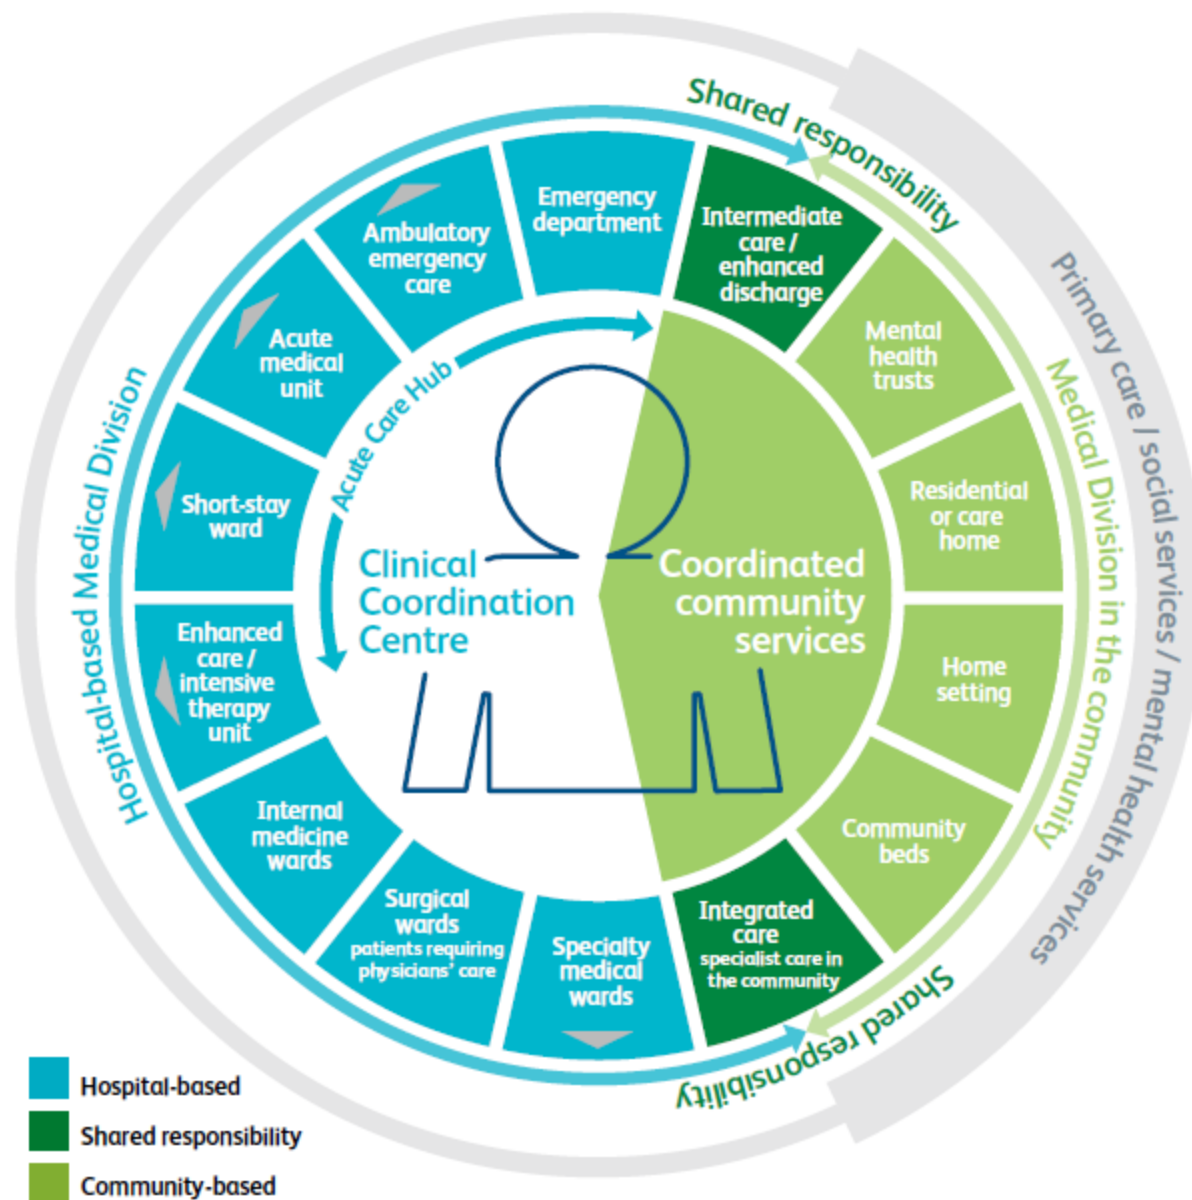 Shared responsibility
Emergency
department
Intermediate
care /
enhanced
discharge
Ambulatory
emergency
care
Mental
health
trusts
Acute
medical
unit
Residential
or care
home
Short-stay
ward
Home
setting
Enhanced
care /
intensive
therapy
unit
Community
beds
Internal
medicine
wards
Surgical
wards
patients requiring
physicians' care
Specialty
medical
wards
Integrated
care
specialist care in
the community
Acute Care Hub
Clinical
Coordination
Centre
Coordinated
community
services
Hospital-based Medical Division
Medical Division in the community
Primary care / social services / mental health services
Shared responsibility
Hospital-based
Shared responsibility
Community-based